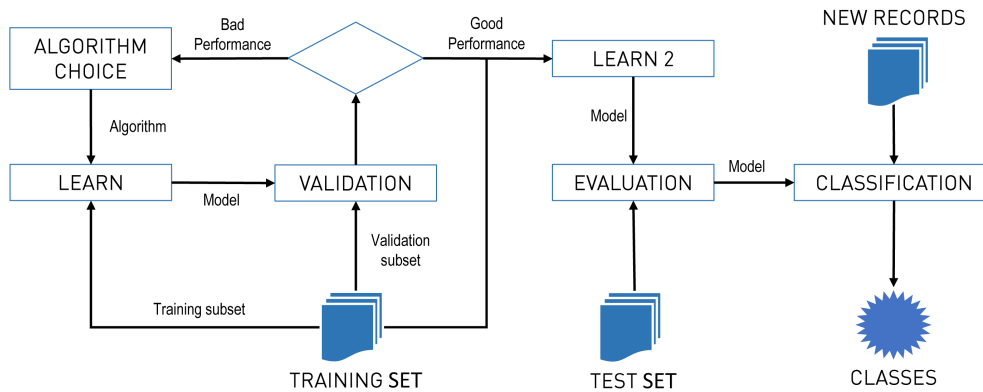 Bad
Performance
Good
Performance
NEW RECORDS
ALGORITHM
CHOICE
LEARN 2
Algorithm
Model
LEARN
Model
VALIDATION
EVALUATION
Model
CLASSIFICATION
Validation
subset
Training subset
TRAINING SET
TEST SET
CLASSES